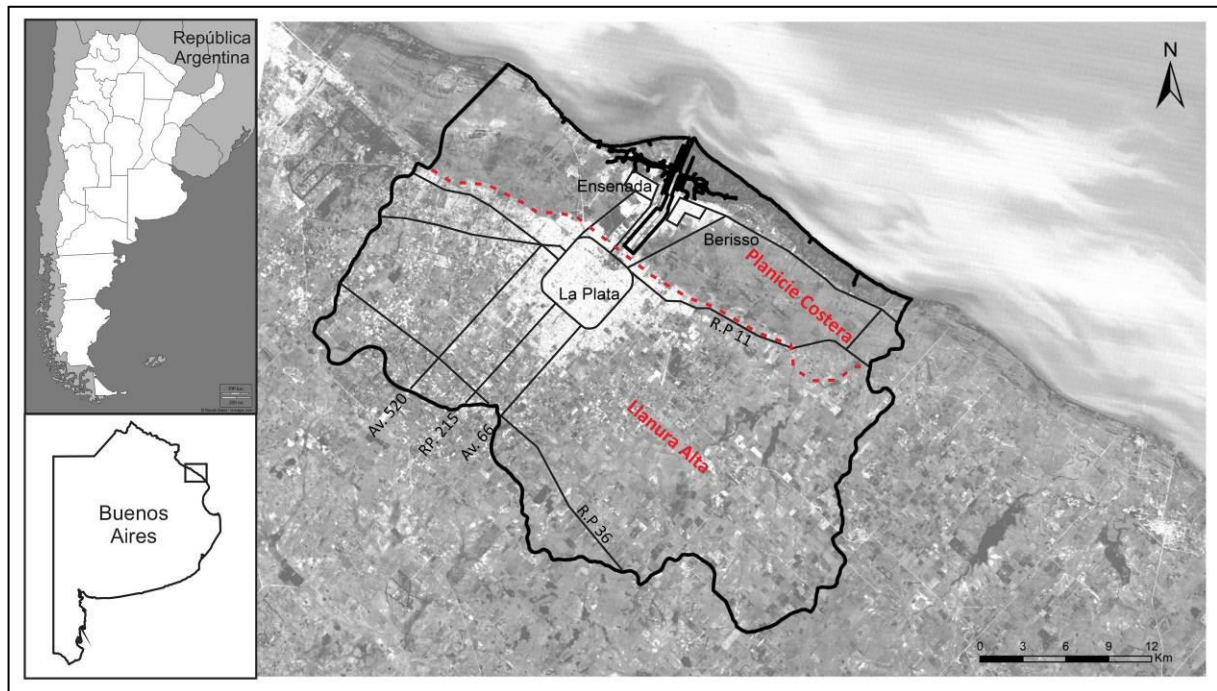 República
Argentina
Buenos
Aires
N
Ensenada
Berisso
La Plata
Planicie Costera
R.P 11
Llanura Alta
Av. 520
RP. 215
Av. 66
R.P 36
0 3 6 9 12
Km